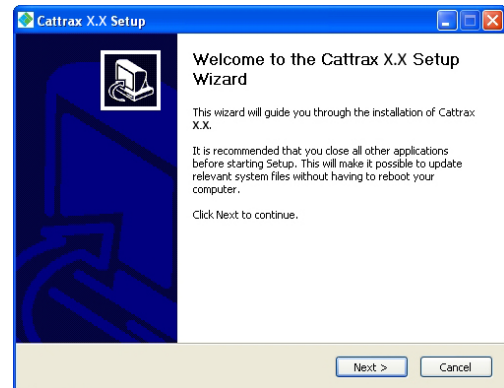 Cattrax X.X Setup
Welcome to the Cattrax X.X Setup
Wizard
This wizard will guide you through the installation of Cattrax
X.X.
It is recommended that you close all other applications
before starting Setup. This will make it possible to update
relevant system files without having to reboot your
computer.
Click Next to continue.
Next >
Cancel